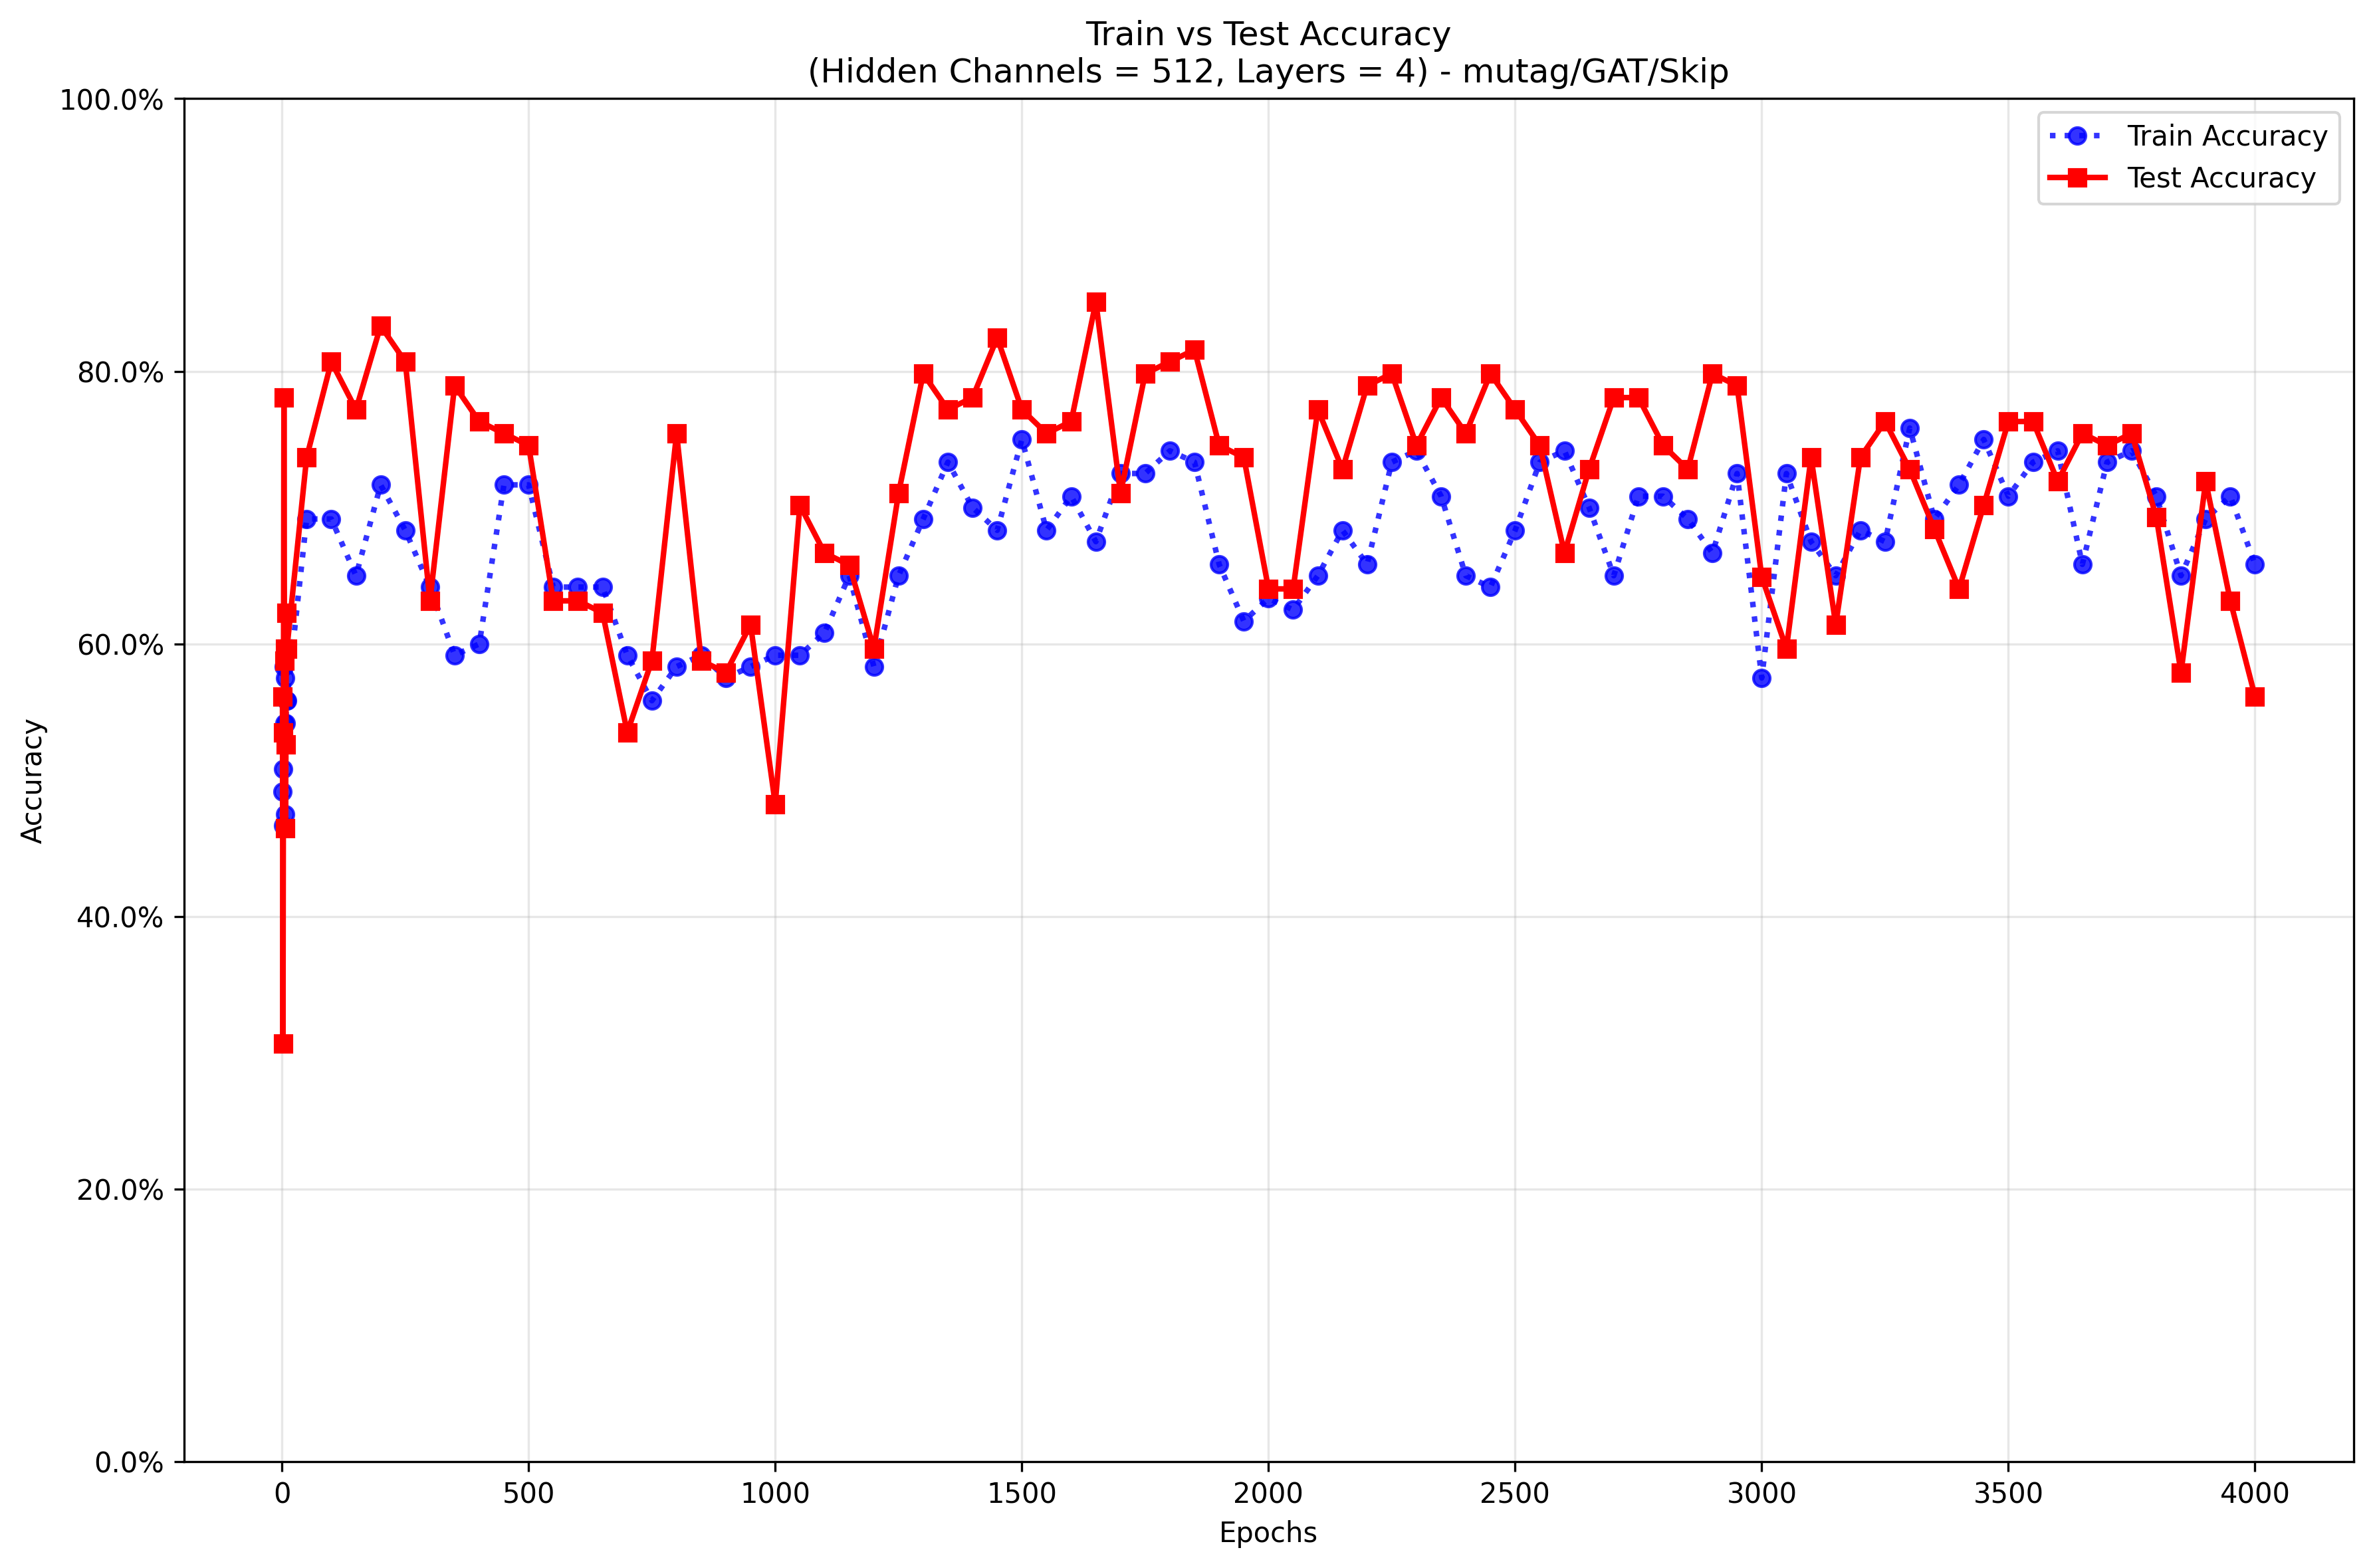 Train vs Test Accuracy
(Hidden Channels = 512, Layers = 4) - mutag/GAT/Skip
100.0%
80.0%
60.0%
40.0%
20.0%
0.0%
Accuracy
Train Accuracy
Test Accuracy
0
500
1000
1500
2000
2500
3000
3500
4000
Epochs